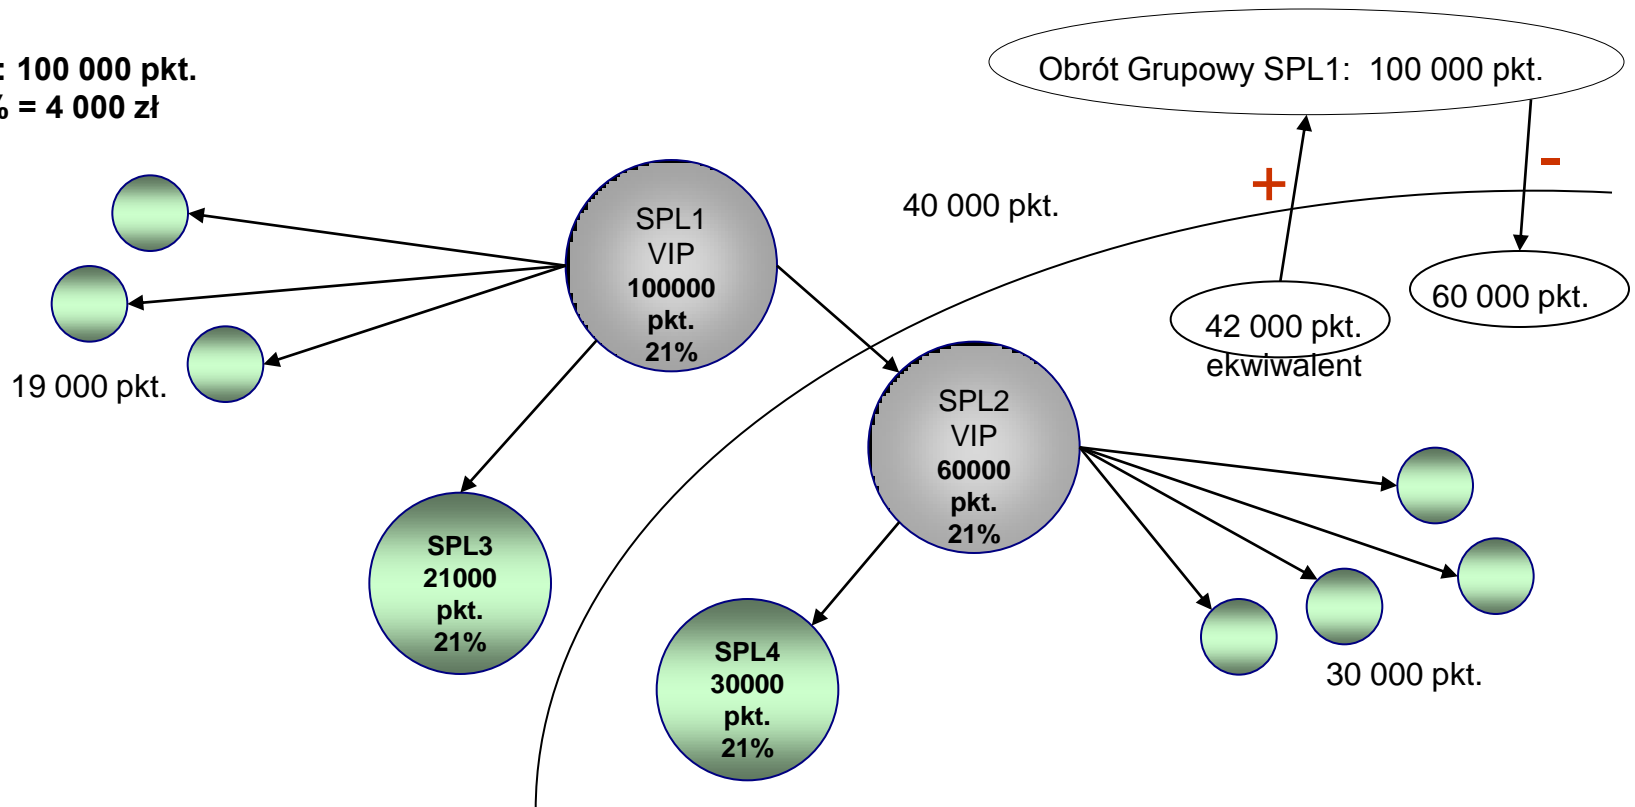 : 100 000 pkt.
% = 4 000 zł
Obrót Grupowy SPL1: 100 000 pkt.
+
-
40 000 pkt.
SPL1
VIP
100000
pkt.
21%
60 000 pkt.
42 000 pkt.
ekwiwalent
19 000 pkt.
SPL2
VIP
60000
pkt.
21%
SPL3
21000
pkt.
21%
SPL4
30000
pkt.
21%
30 000 pkt.